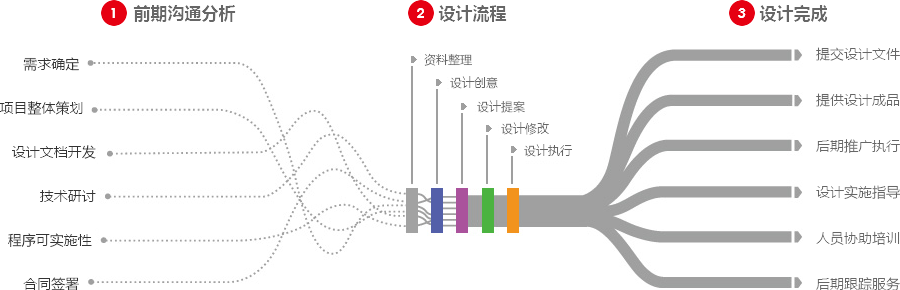 1 前期沟通分析
需求确定
项目整体策划
设计文档开发
技术研讨
程序可实施性
合同签署
2 设计流程
资料整理
设计创意
设计提案
设计修改
设计执行
3 设计完成
提交设计文件
提供设计成品
后期推广执行
设计实施指导
人员协助培训
后期跟踪服务